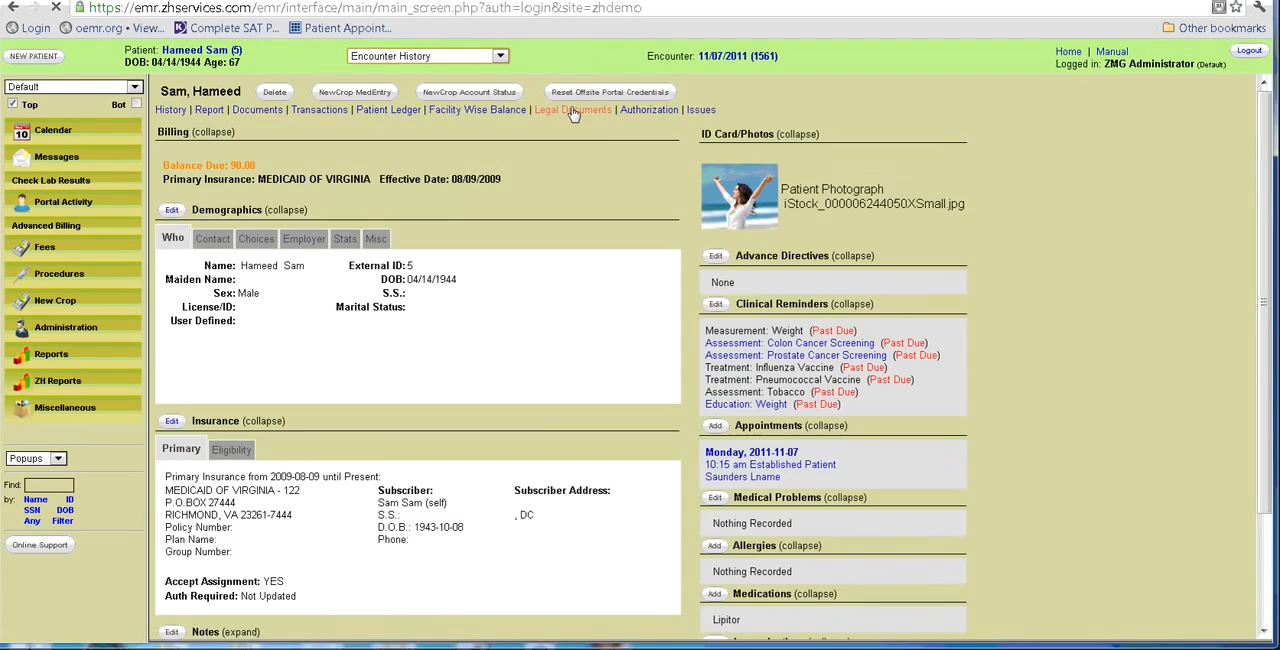 https://emr.zhservices.com/emr/interface/main/main_screen.php?auth=login&site=zhdemo
Login oemr.org • View... Complete SAT P... Patient Appoint... Other bookmarks
NEW PATIENT
Patient: Hameed Sam (5)
DOB: 04/14/1944 Age: 67
Encounter History
Encounter: 11/07/2011 (1561)
Home | Manual
Logged in: ZMG Administrator (Default)
Logout
Default
Top Bot
Calendar
Messages
Check Lab Results
Portal Activity
Advanced Billing
Fees
Procedures
New Crop
Administration
Reports
ZH Reports
Miscellaneous
Popups
Find:
by: Name ID
SSN DOB
Any Filter
Online Support
Sam, Hameed Delete NewCrop MedEntry NewCrop Account Status Reset Offsite Portal Credentials
History | Report | Documents | Transactions | Patient Ledger | Facility Wise Balance | Legal Documents | Authorization | Issues
Billing (collapse)
Balance Due: 90.00
Primary Insurance: MEDICAID OF VIRGINIA Effective Date: 08/09/2009
Edit Demographics (collapse)
Who Contact Choices Employer Stats Misc
Name: Hameed Sam External ID: 5
Maiden Name: DOB: 04/14/1944
Sex: Male S.S.:
License/ID: Marital Status:
User Defined:
Edit Insurance (collapse)
Primary Eligibility
Primary Insurance from 2009-08-09 until Present:
MEDICAID OF VIRGINIA - 122 Subscriber: Subscriber Address:
P.O.BOX 27444 Sam Sam (self)
RICHMOND, VA 23261-7444 S.S.: , DC
Policy Number: D.O.B.: 1943-10-08
Plan Name: Phone:
Group Number:
Accept Assignment: YES
Auth Required: Not Updated
Edit Notes (expand)
ID Card/Photos (collapse)
Patient Photograph
iStock_000006244050XSmall.jpg
Edit Advance Directives (collapse)
None
Edit Clinical Reminders (collapse)
Measurement: Weight (Past Due)
Assessment: Colon Cancer Screening (Past Due)
Assessment: Prostate Cancer Screening (Past Due)
Treatment: Influenza Vaccine (Past Due)
Treatment: Pneumococcal Vaccine (Past Due)
Assessment: Tobacco (Past Due)
Education: Weight (Past Due)
Add Appointments (collapse)
Monday, 2011-11-07
10:15 am Established Patient
Saunders Lname
Edit Medical Problems (collapse)
Nothing Recorded
Add Allergies (collapse)
Nothing Recorded
Add Medications (collapse)
Lipitor